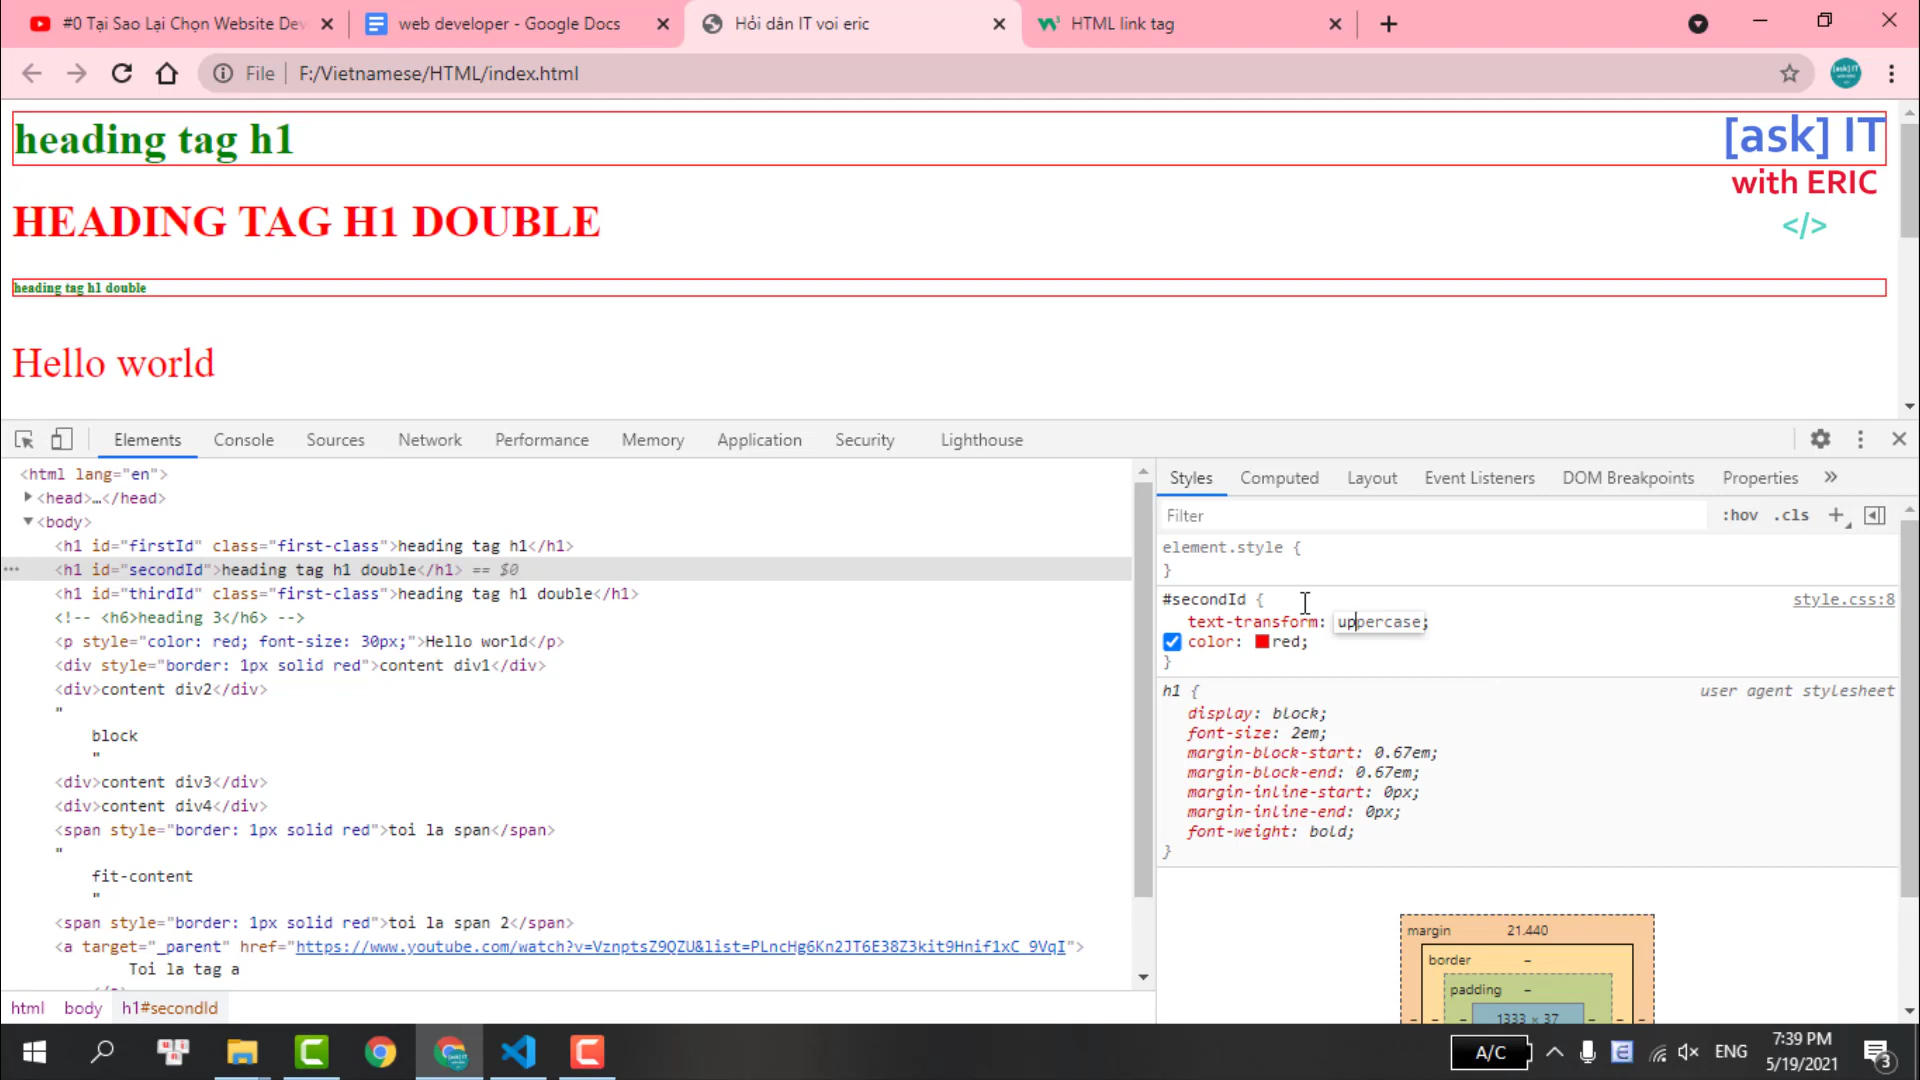 #0 Tại Sao Lại Chọn Website Dev
web developer - Google Docs
Hỏi dân IT voi eric
HTML link tag
File
F:/Vietnamese/HTML/index.html
heading tag h1
[ask] IT
with ERIC
</>
HEADING TAG H1 DOUBLE
heading tag h1 double
Hello world
Elements
Console
Sources
Network
Performance
Memory
Application
Security
Lighthouse
<html lang="en">
<head>…</head>
<body>
<h1 id="firstId" class="first-class">heading tag h1</h1>
<h1 id="secondId">heading tag h1 double</h1> == $0
<h1 id="thirdId" class="first-class">heading tag h1 double</h1>
<!-- <h6>heading 3</h6> -->
<p style="color: red; font-size: 30px;">Hello world</p>
<div style="border: 1px solid red">content div1</div>
<div>content div2</div>
"
block
"
<div>content div3</div>
<div>content div4</div>
<span style="border: 1px solid red">toi la span</span>
"
fit-content
"
<span style="border: 1px solid red">toi la span 2</span>
<a target="_parent" href="https://www.youtube.com/watch?v=VznptsZ9QZU&list=PLncHg6Kn2JT6E38Z3kit9Hnif1xC_9VqI">
Toi la tag a
html
body
h1#secondId
Styles
Computed
Layout
Event Listeners
DOM Breakpoints
Properties
Filter
:hov
.cls
element.style {
}
#secondId {
style.css:8
text-transform: uppercase;
color: red;
}
h1 {
user agent stylesheet
display: block;
font-size: 2em;
margin-block-start: 0.67em;
margin-block-end: 0.67em;
margin-inline-start: 0px;
margin-inline-end: 0px;
font-weight: bold;
}
margin
21.440
border
–
padding
–
1333 × 37
A/C
ENG
7:39 PM
5/19/2021
3